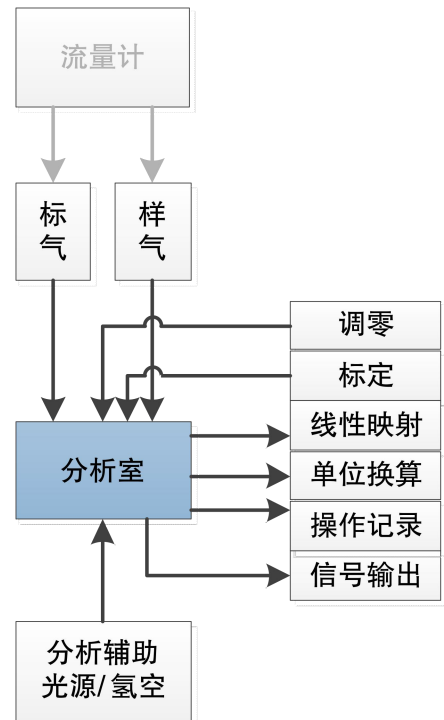 流量计
标
气
样
气
调零
标定
线性映射
分析室
单位换算
操作记录
信号输出
分析辅助
光源/氢空